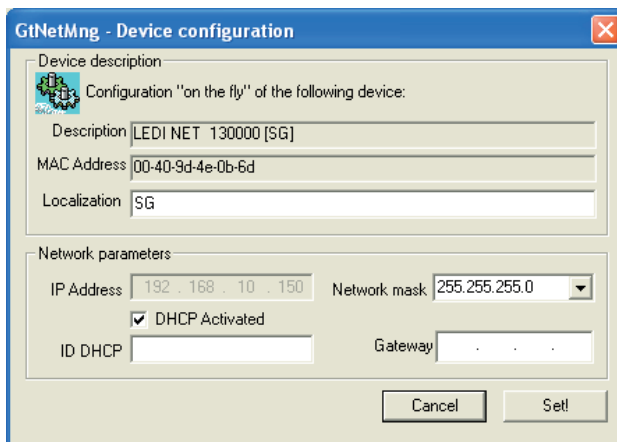 GtNetMng - Device configuration
Device description
Configuration "on the fly" of the following device:
Description LEDI NET 130000 [SG]
MAC Address 00-40-9d-4e-0b-6d
Localization SG
Network parameters
IP Address 192 . 168 . 10 . 150 Network mask 255.255.255.0
DHCP Activated
ID DHCP Gateway . . .
Cancel Set!